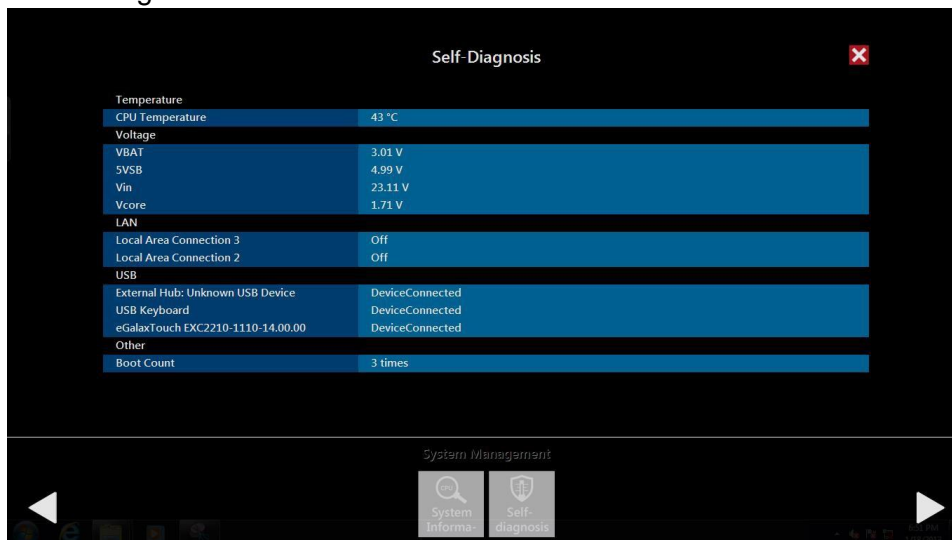 Self-Diagnosis
Temperature
CPU Temperature 43 °C
Voltage
VBAT 3.01 V
5VSB 4.99 V
Vin 23.11 V
Vcore 1.71 V
LAN
Local Area Connection 3 Off
Local Area Connection 2 Off
USB
External Hub: Unknown USB Device DeviceConnected
USB Keyboard DeviceConnected
eGalaxTouch EXC2210-1110-14.00.00 DeviceConnected
Other
Boot Count 3 times
System Management
CPU
System Informa-
Self-diagnosis